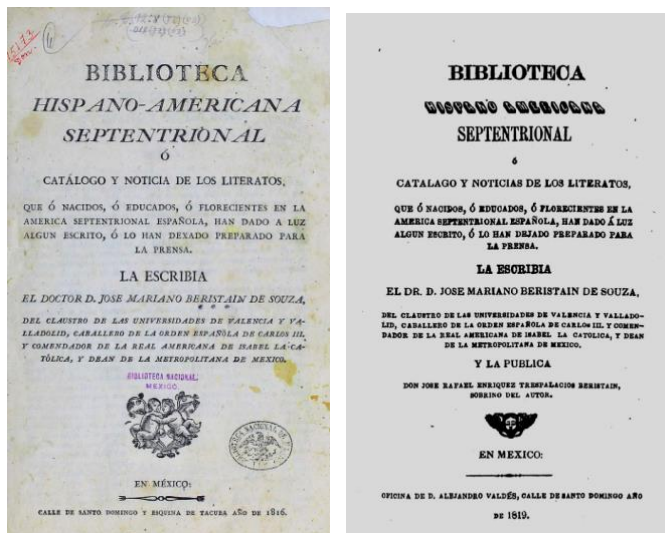 BIBLIOTECA
HISPANO-AMERICANA
SEPTENTRIONAL
Ó
CATÁLOGO Y NOTICIA DE LOS LITERATOS,
QUE Ó NACIDOS, Ó EDUCADOS, Ó FLORECIENTES EN LA
AMERICA SEPTENTRIONAL ESPAÑOLA, HAN DADO A LUZ
ALGUN ESCRITO, Ó LO HAN DEXADO PREPARADO PARA
LA PRENSA.
LA ESCRIBIA
EL DOCTOR D. JOSE MARIANO BERISTAIN DE SOUZA,
DEL CLAUSTRO DE LAS UNIVERSIDADES DE VALENCIA Y VA-
LLADOLID, CABALLERO DE LA ORDEN ESPAÑOLA DE CARLOS III,
Y COMENDADOR DE LA REAL AMERICANA DE ISABEL LA CA-
TÓLICA, Y DEAN DE LA METROPOLITANA DE MEXICO.
BIBLIOTECA NACIONAL.
MEXICO.
EN MÉXICO:
CALLE DE SANTO DOMINGO Y ESQUINA DE TACUBA AÑO DE 1816.
BIBLIOTECA
HISPANO AMERICANA
SEPTENTRIONAL
ó
CATALAGO Y NOTICIAS DE LOS LITERATOS,
QUE Ó NACIDOS, Ó EDUCADOS, Ó FLORECIENTES EN LA
AMERICA SEPTENTRIONAL ESPAÑOLA, HAN DADO Á LUZ
ALGUN ESCRITO, Ó LO HAN DEJADO PREPARADO PARA
LA PRENSA.
LA ESCRIBIA
EL DR. D. JOSE MARIANO BERISTAIN DE SOUZA,
DEL CLAUSTRO DE LAS UNIVERSIDADES DE VALENCIA Y VALLADO-
LID, CABALLERO DE LA ORDEN ESPAÑOLA DE CARLOS III. Y COMEN-
DADOR DE LA REAL AMERICANA DE ISABEL LA CATOLICA, Y DEAN
DE LA METROPOLITANA DE MEXICO.
Y LA PUBLICA
DON JOSE RAFAEL ENRIQUEZ TRESPALACIOS BERISTAIN,
SOBRINO DEL AUTOR.
EN MEXICO:
OFICINA DE D. ALEJANDRO VALDÉS, CALLE DE SANTO DOMINGO AÑO
DE 1819.